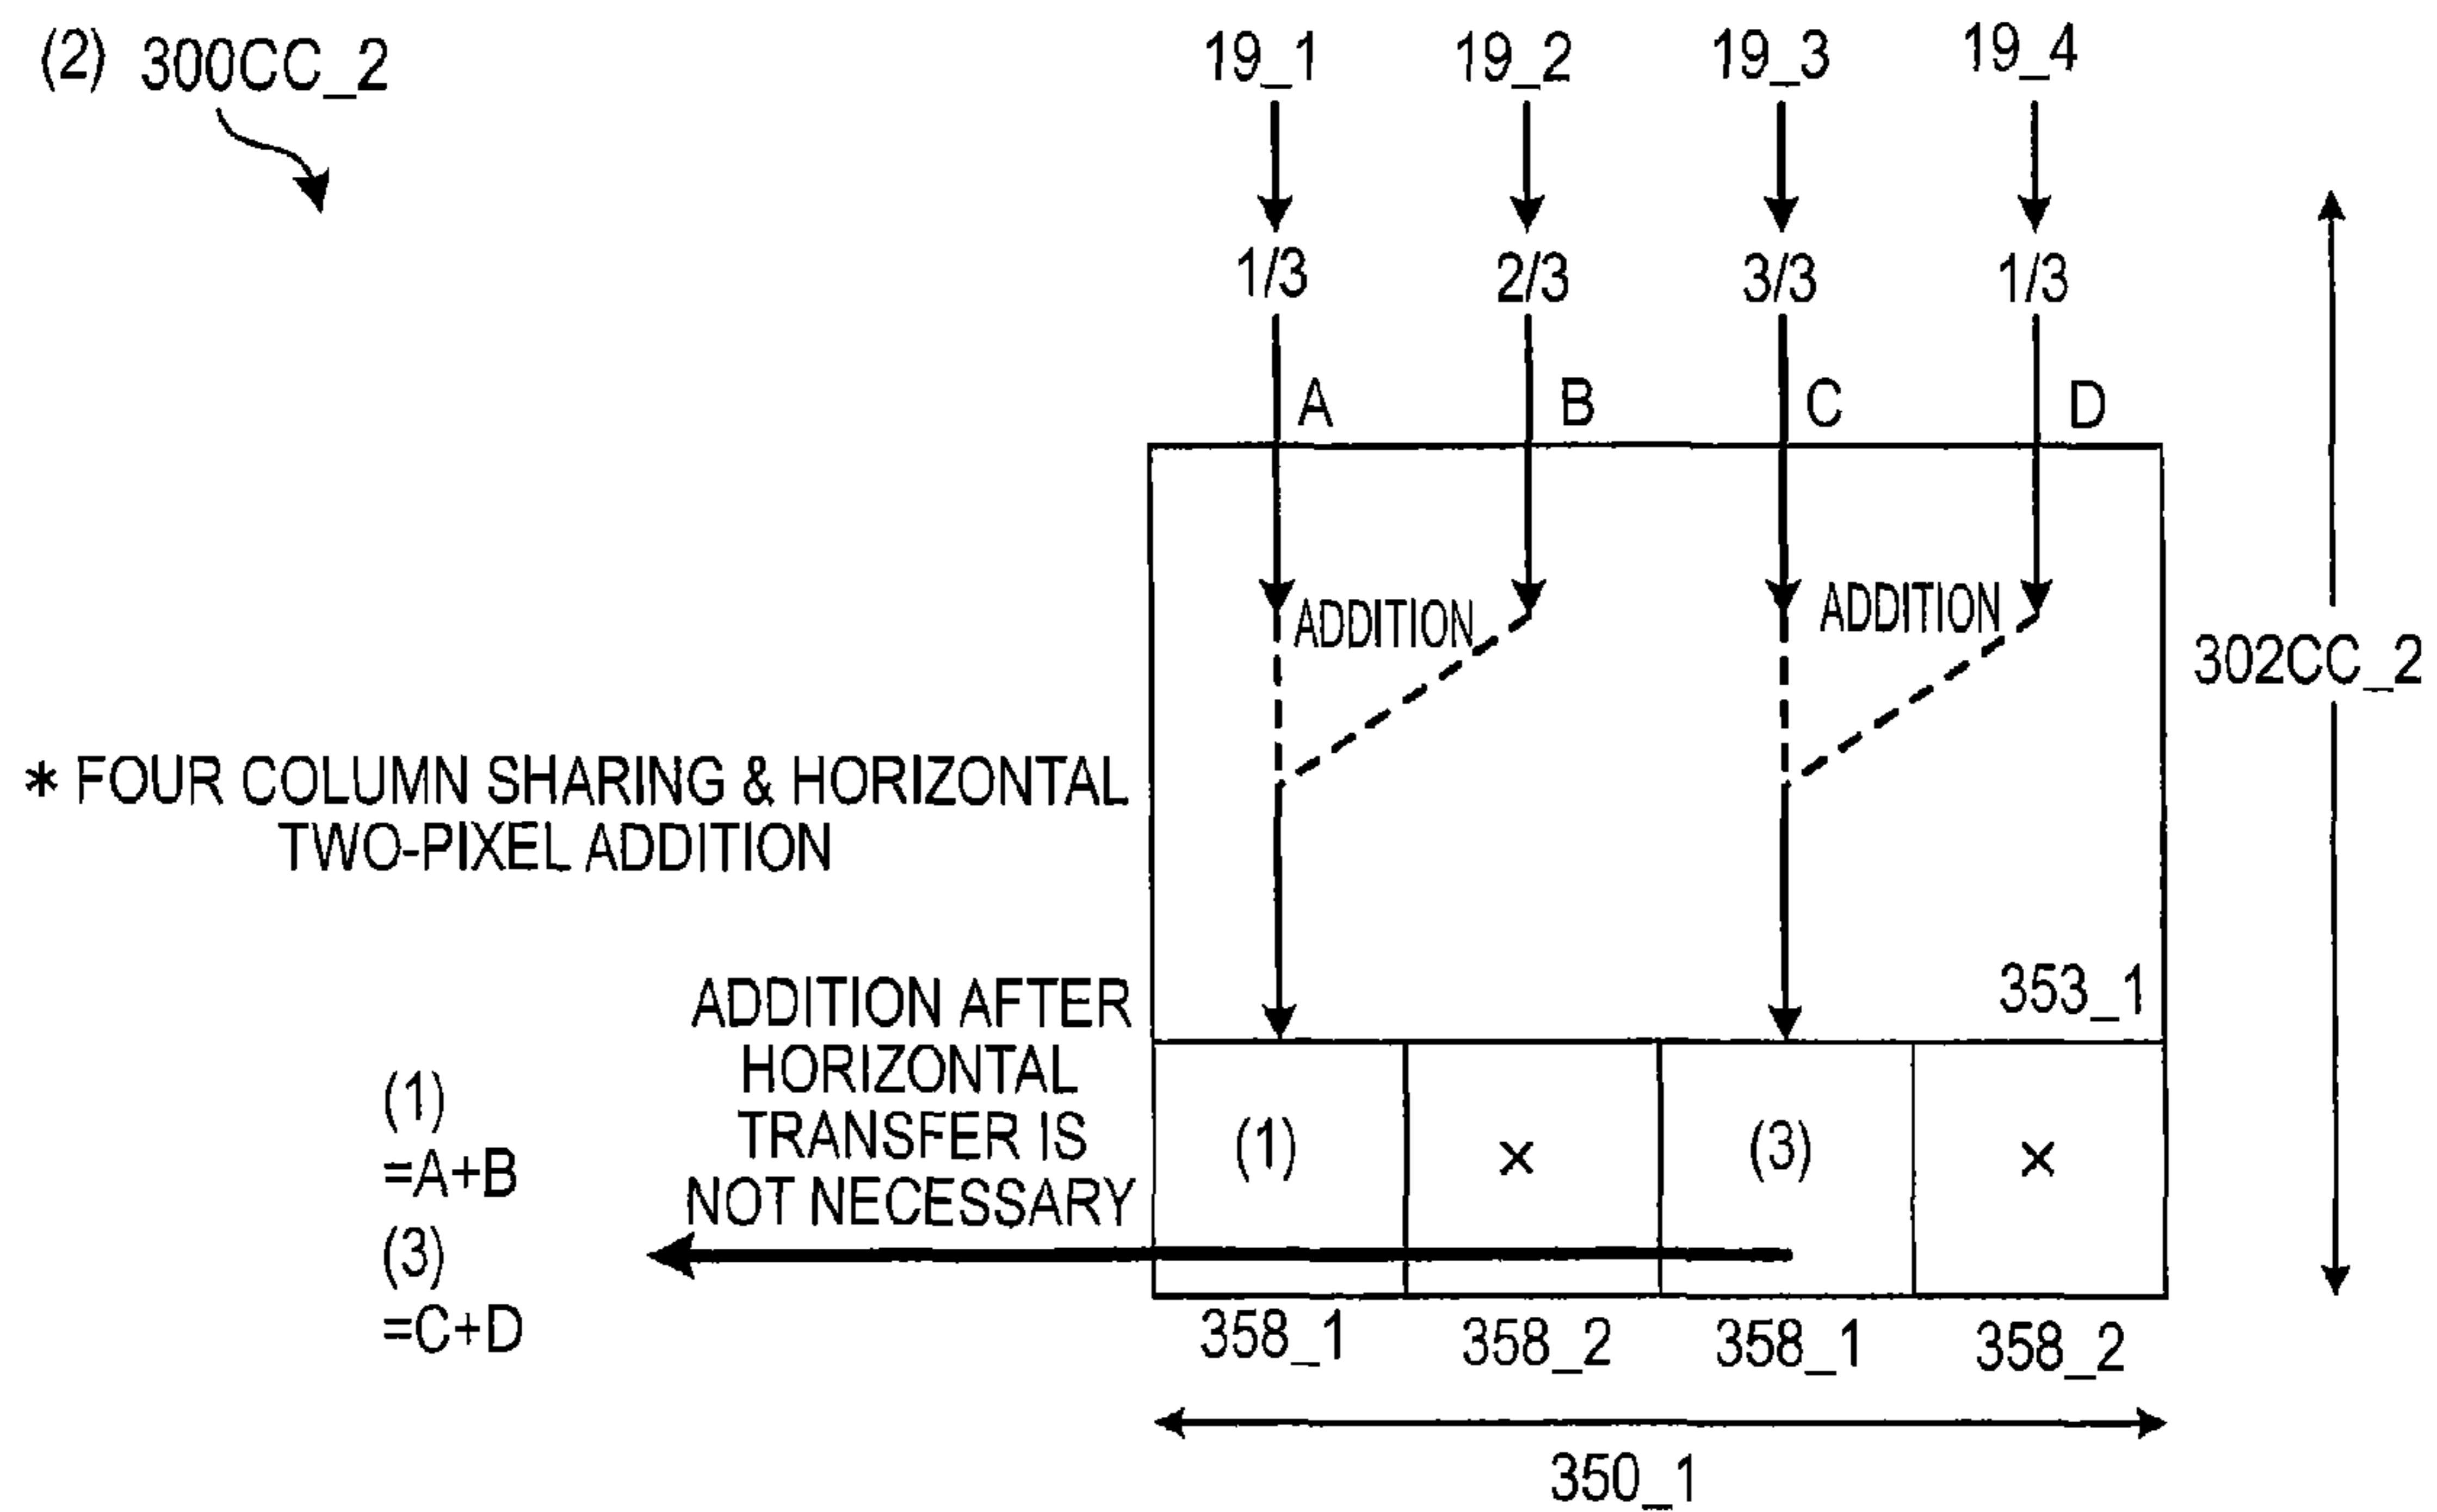 (2) 300CC_2
19_1 19_2 19_3 19_4
1/3 2/3 3/3 1/3
A B C D
ADDITION ADDITION
302CC_2
* FOUR COLUMN SHARING & HORIZONTAL
TWO-PIXEL ADDITION
353_1
ADDITION AFTER
HORIZONTAL
TRANSFER IS
NOT NECESSARY
(1)
=A+B
(3)
=C+D
(1) × (3) ×
358_1 358_2 358_1 358_2
350_1